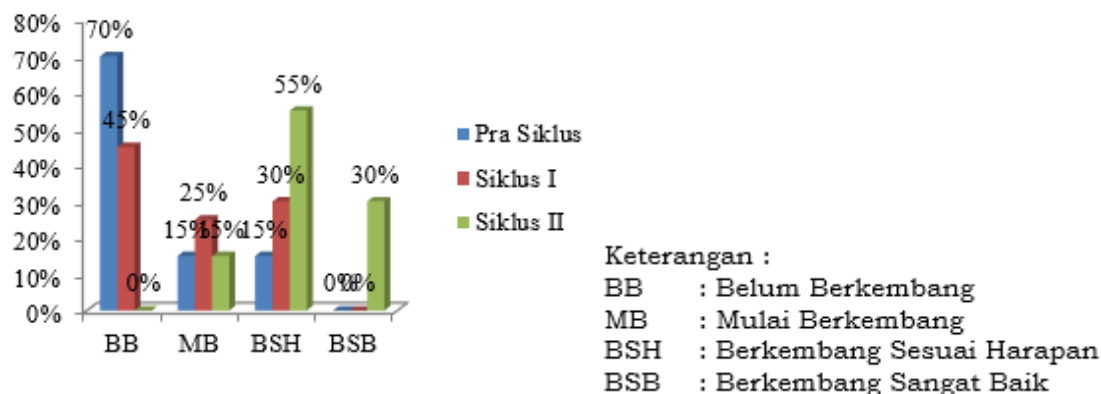 80%
70%
60%
50%
40%
30%
20%
10%
0%
70%
45%
0%
15%
25%
15%
15%
30%
55%
0%
0%
30%
BB MB BSH BSB
Pra Siklus
Siklus I
Siklus II
Keterangan :
BB : Belum Berkembang
MB : Mulai Berkembang
BSH : Berkembang Sesuai Harapan
BSB : Berkembang Sangat Baik